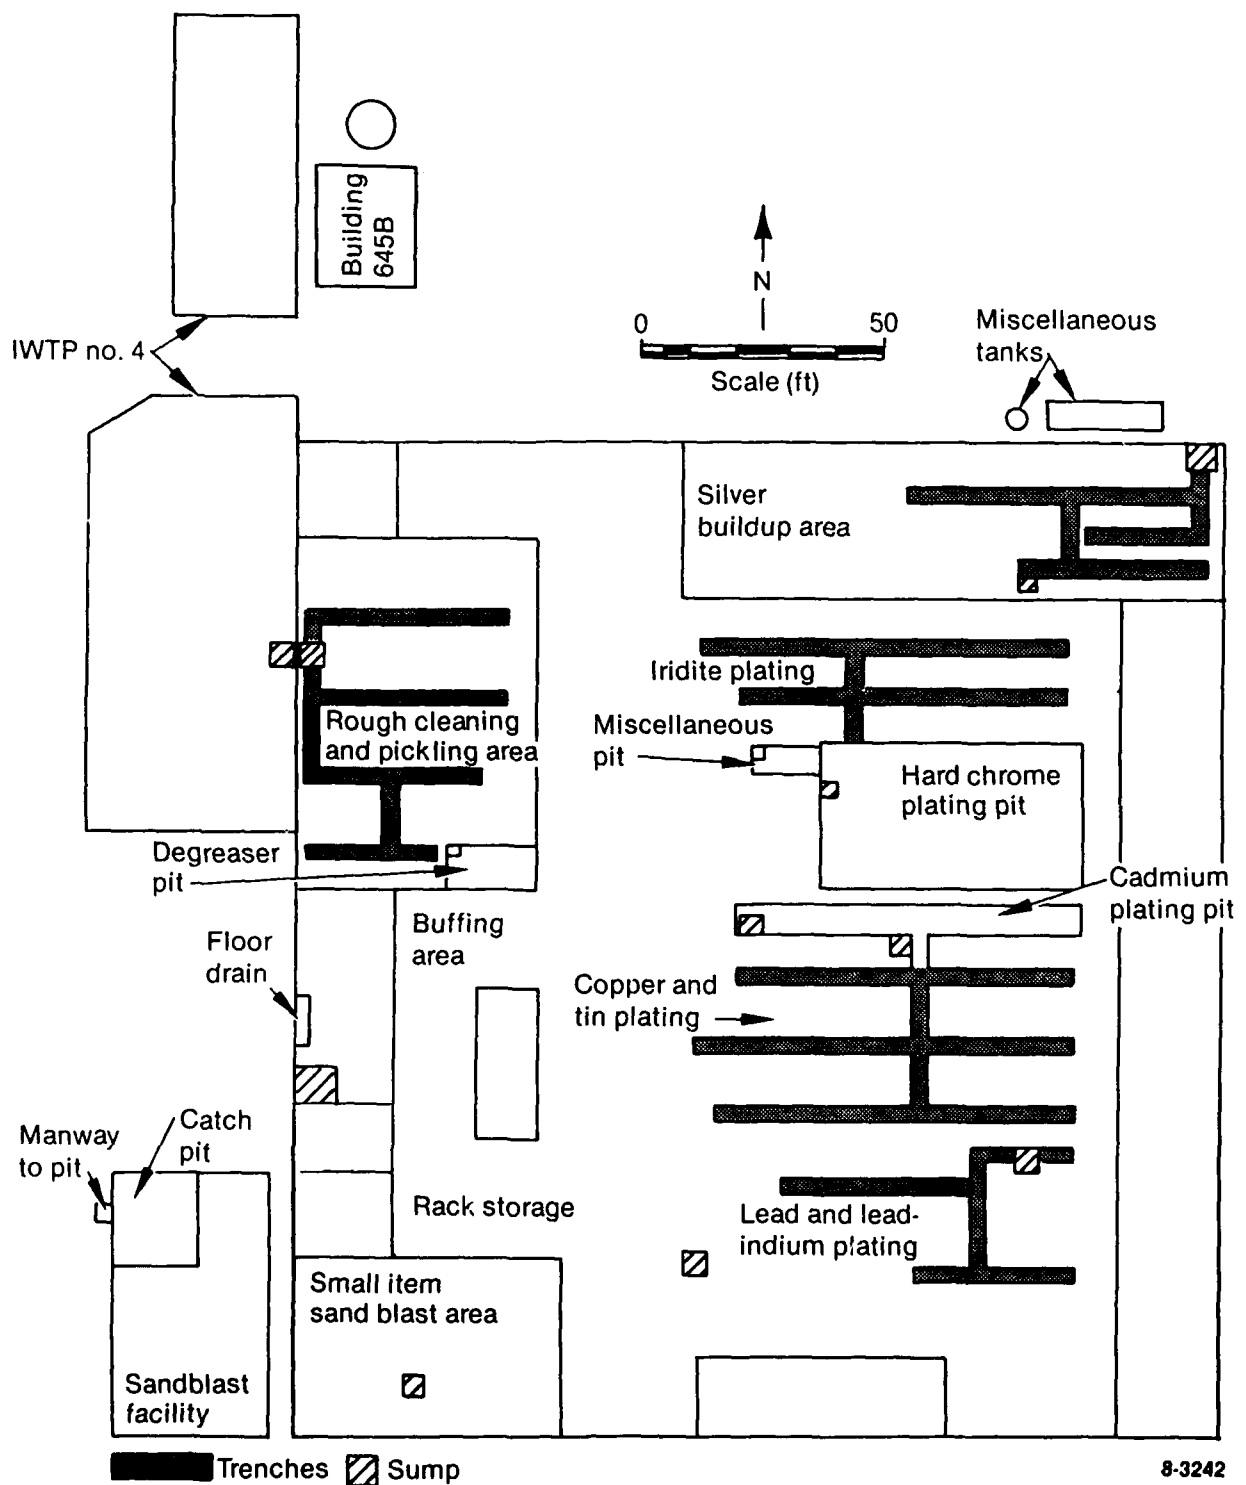 Building
645B
N
0
50
Scale (ft)
Miscellaneous
tanks
IWTP no. 4
Silver
buildup area
Iridite plating
Rough cleaning
and pickling area
Miscellaneous
pit
Hard chrome
plating pit
Degreaser
pit
Cadmium
plating pit
Buffing
area
Floor
drain
Copper and
tin plating
Manway
to pit
Catch
pit
Rack storage
Lead and lead-
indium plating
Small item
sand blast area
Sandblast
facility
Trenches
Sump
8-3242